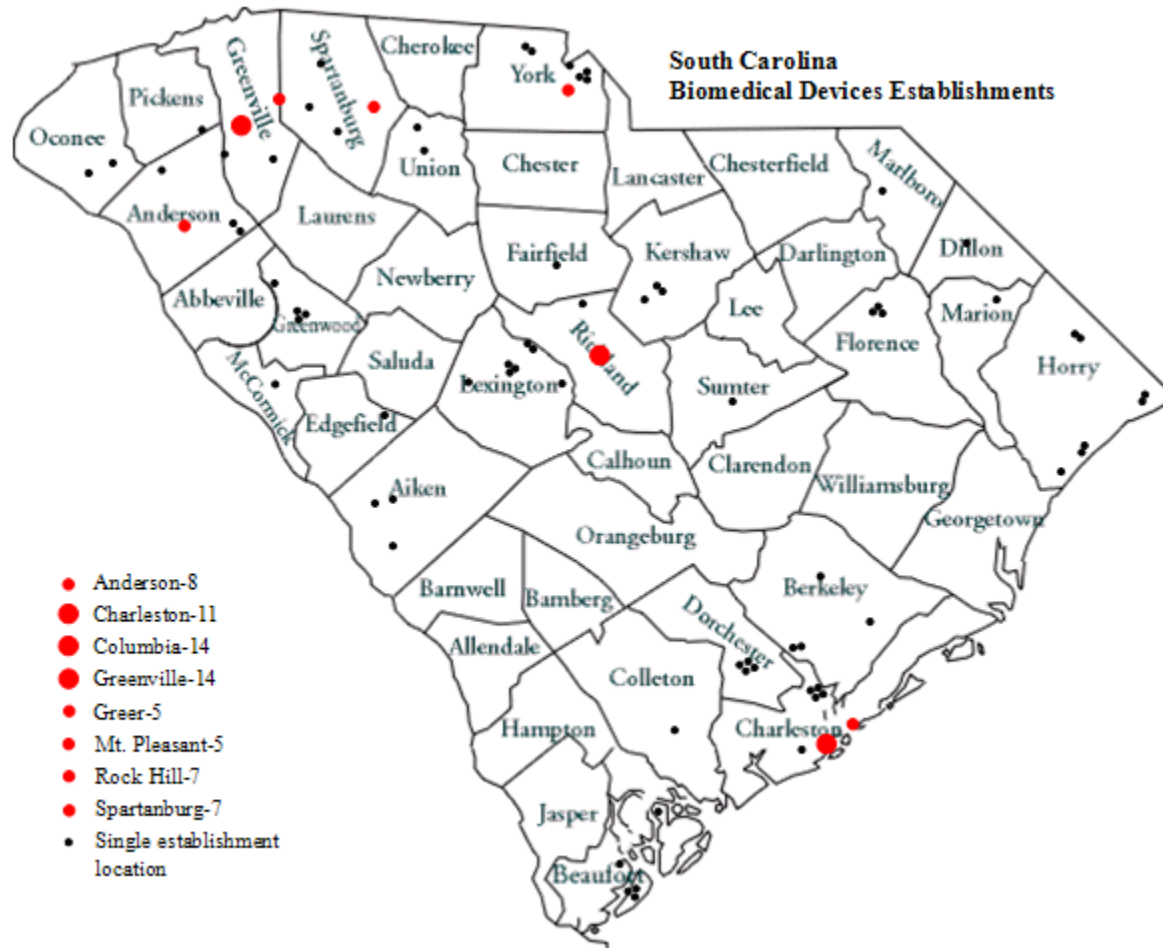 South Carolina
Biomedical Devices Establishments
Cherokee
York
Spartanburg
Greenville
Pickens
Oconee
Union
Chester
Lancaster
Chesterfield
Marlboro
Anderson
Laurens
Fairfield
Kershaw
Darlington
Dillon
Newberry
Abbeville
Greenwood
Lee
Marion
Florence
Horry
Saluda
Richland
Lexington
Sumter
McCormick
Edgefield
Calhoun
Clarendon
Aiken
Williamsburg
Georgetown
Orangeburg
Barnwell
Bamberg
Berkeley
Dorchester
Allendale
Colleton
Hampton
Charleston
Jasper
Beaufort
Anderson-8
Charleston-11
Columbia-14
Greenville-14
Greer-5
Mt. Pleasant-5
Rock Hill-7
Spartanburg-7
Single establishment
location